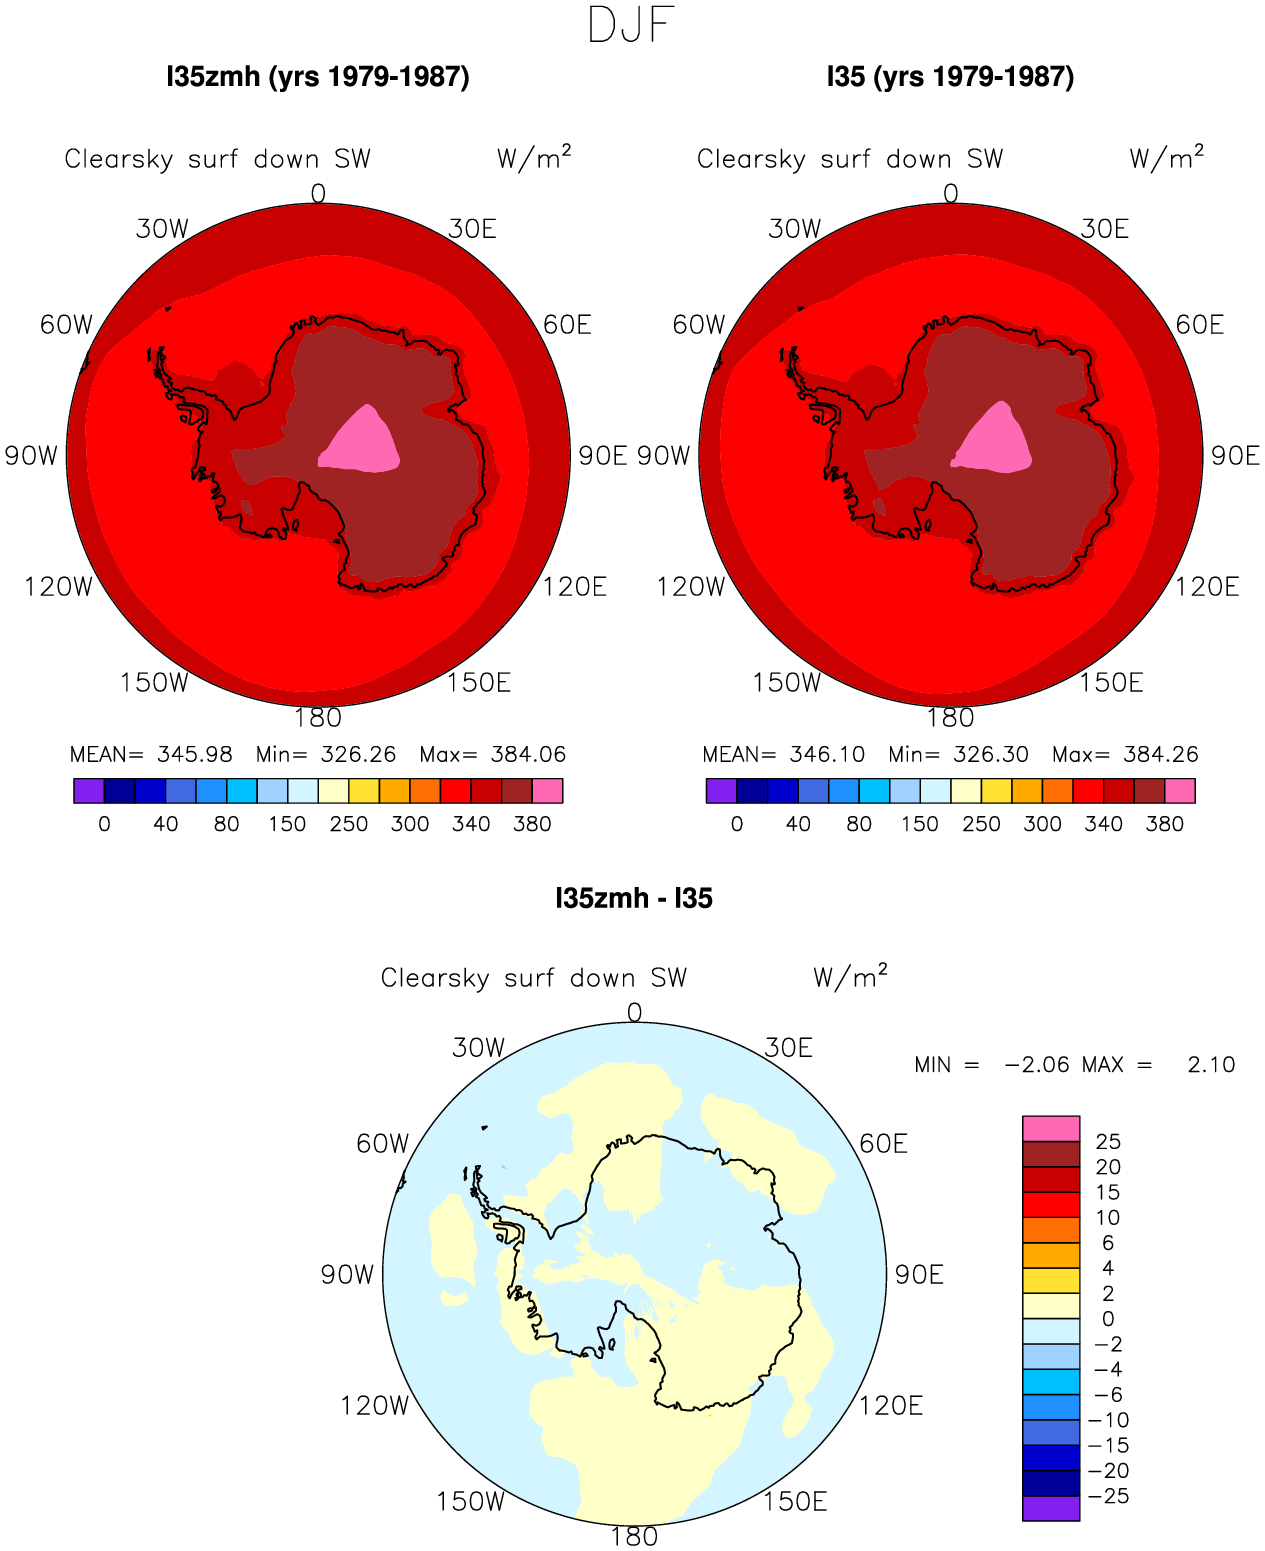 DJF
I35zmh (yrs 1979-1987)
I35 (yrs 1979-1987)
Clearsky surf down SW W/m²
Clearsky surf down SW W/m²
0
30W 30E
60W 60E
90W 90E
120W 120E
150W 150E
180
0
30W 30E
60W 60E
90W 90E
120W 120E
150W 150E
180
MEAN= 345.98 Min= 326.26 Max= 384.06
0 40 80 150 250 300 340 380
MEAN= 346.10 Min= 326.30 Max= 384.26
0 40 80 150 250 300 340 380
I35zmh - I35
Clearsky surf down SW W/m²
0
30W 30E
60W 60E
90W 90E
120W 120E
150W 150E
180
MIN = −2.06 MAX = 2.10
25
20
15
10
6
4
2
0
−2
−4
−6
−10
−15
−20
−25